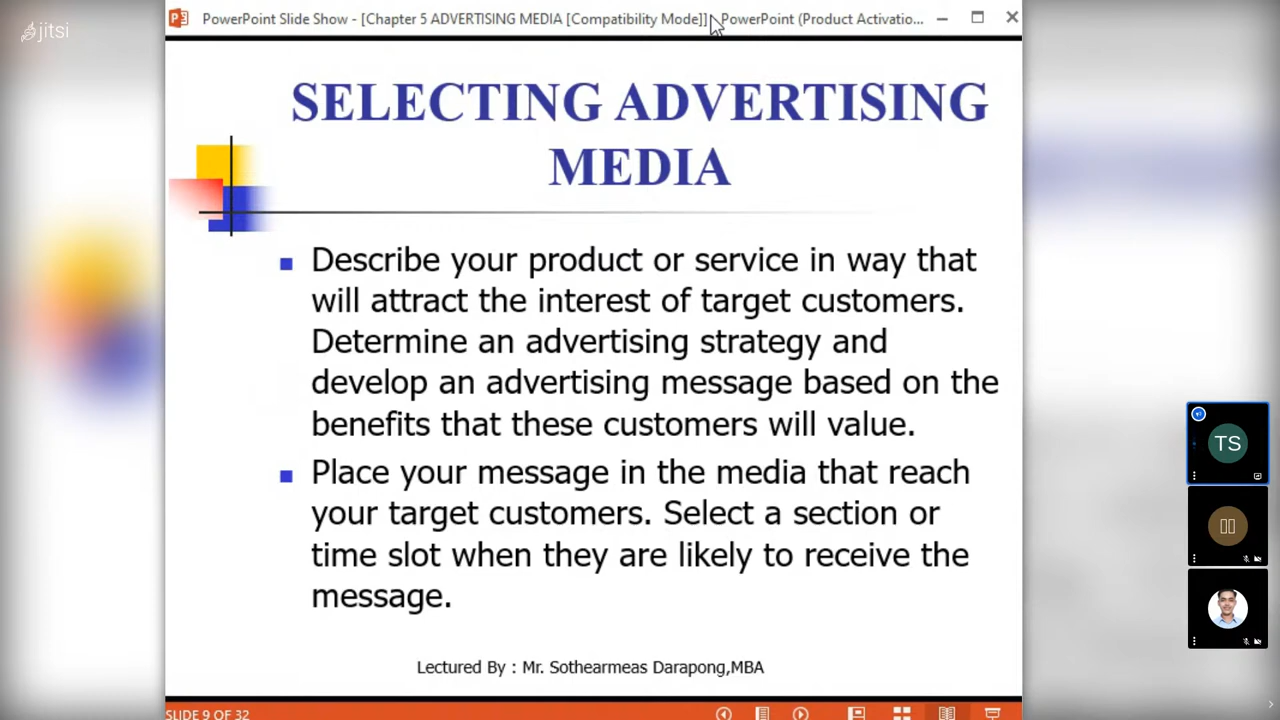 jitsi
PowerPoint Slide Show - [Chapter 5 ADVERTISING MEDIA [Compatibility Mode]] - PowerPoint (Product Activatio...
SELECTING ADVERTISING
MEDIA
Describe your product or service in way that
will attract the interest of target customers.
Determine an advertising strategy and
develop an advertising message based on the
benefits that these customers will value.
Place your message in the media that reach
your target customers. Select a section or
time slot when they are likely to receive the
message.
Lectured By : Mr. Sothearmeas Darapong,MBA
TS
SLIDE 9 OF 32